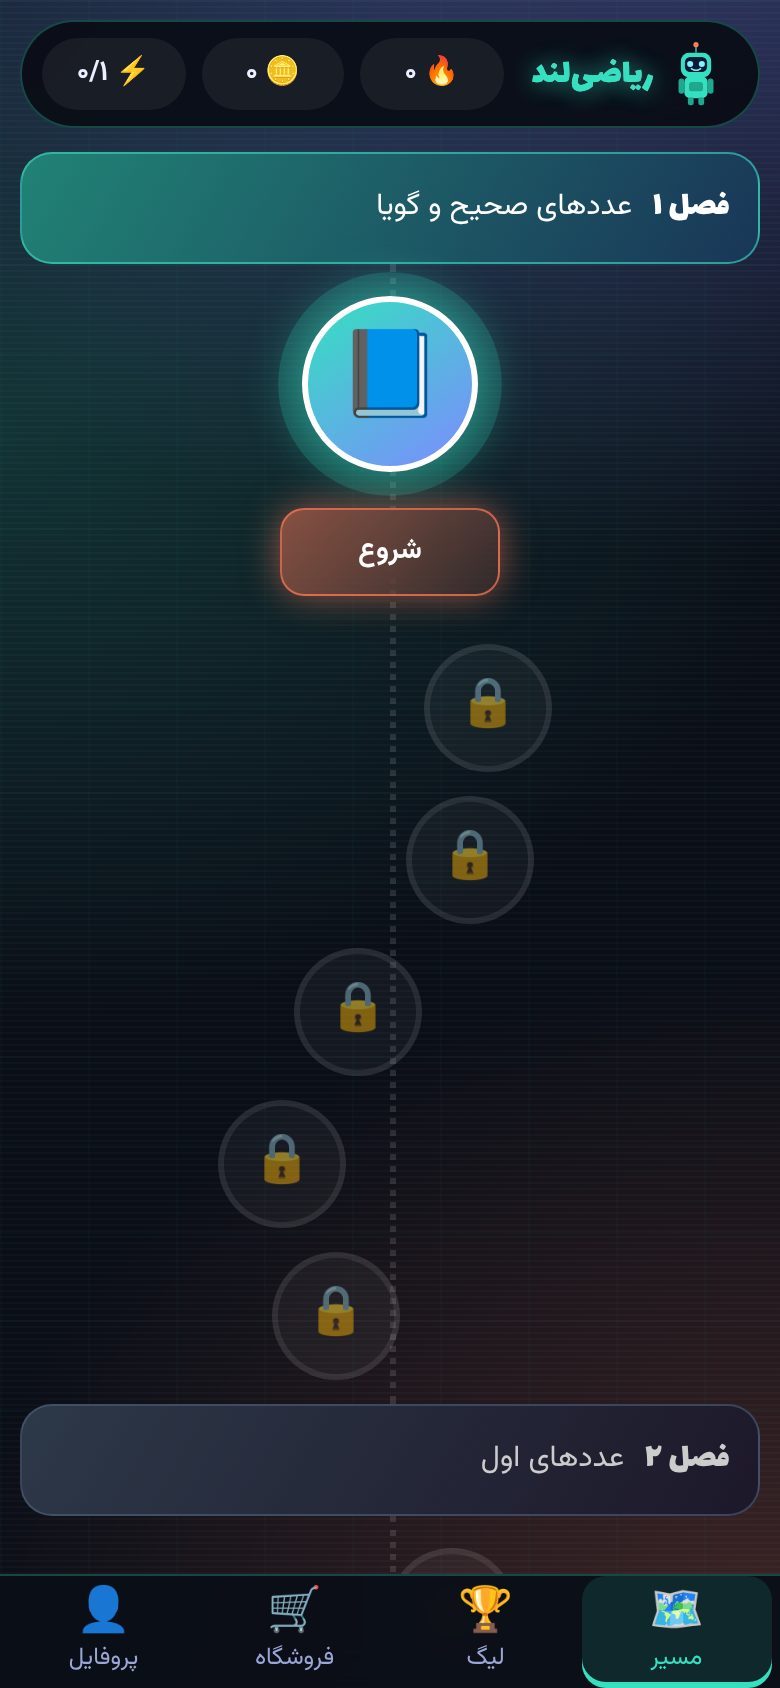 ریاضی‌لند
۰
۰
۰/۱
فصل ۱ عددهای صحیح و گویا
شروع
فصل ۲ عددهای اول
مسیر
لیگ
فروشگاه
پروفایل